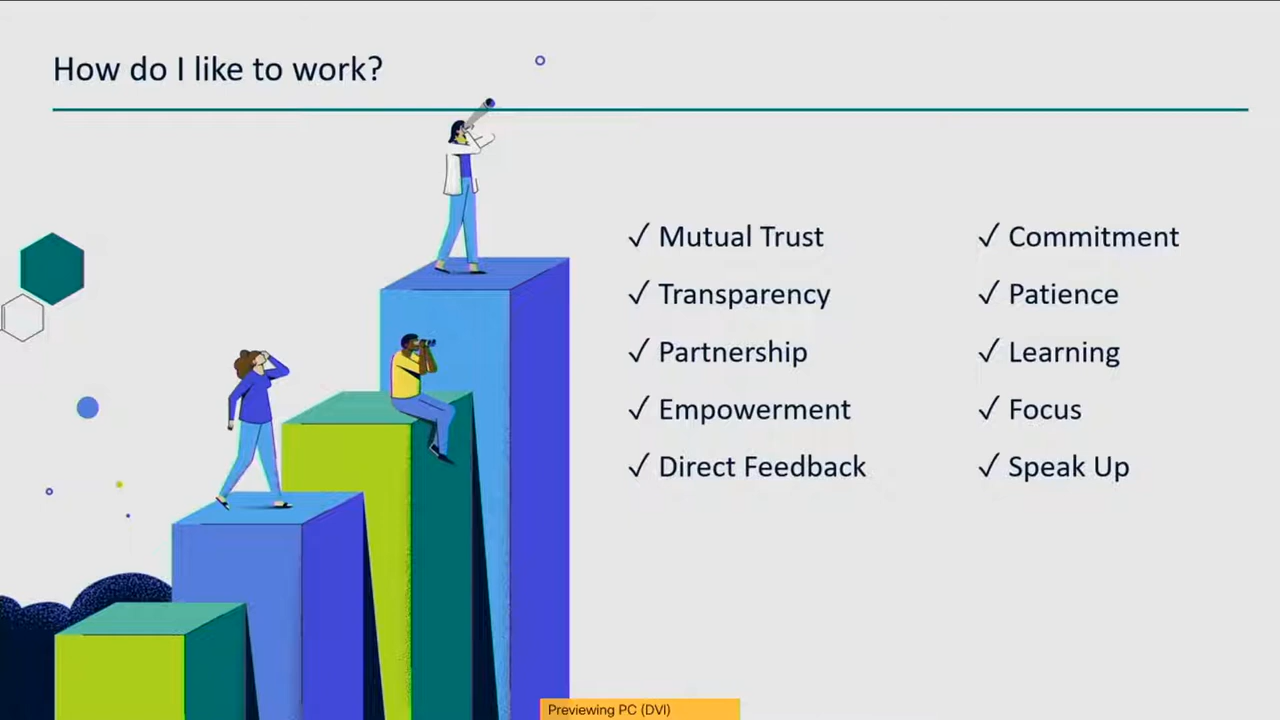 How do I like to work?
✓ Mutual Trust
✓ Transparency
✓ Partnership
✓ Empowerment
✓ Direct Feedback
✓ Commitment
✓ Patience
✓ Learning
✓ Focus
✓ Speak Up
Previewing PC (DVI)